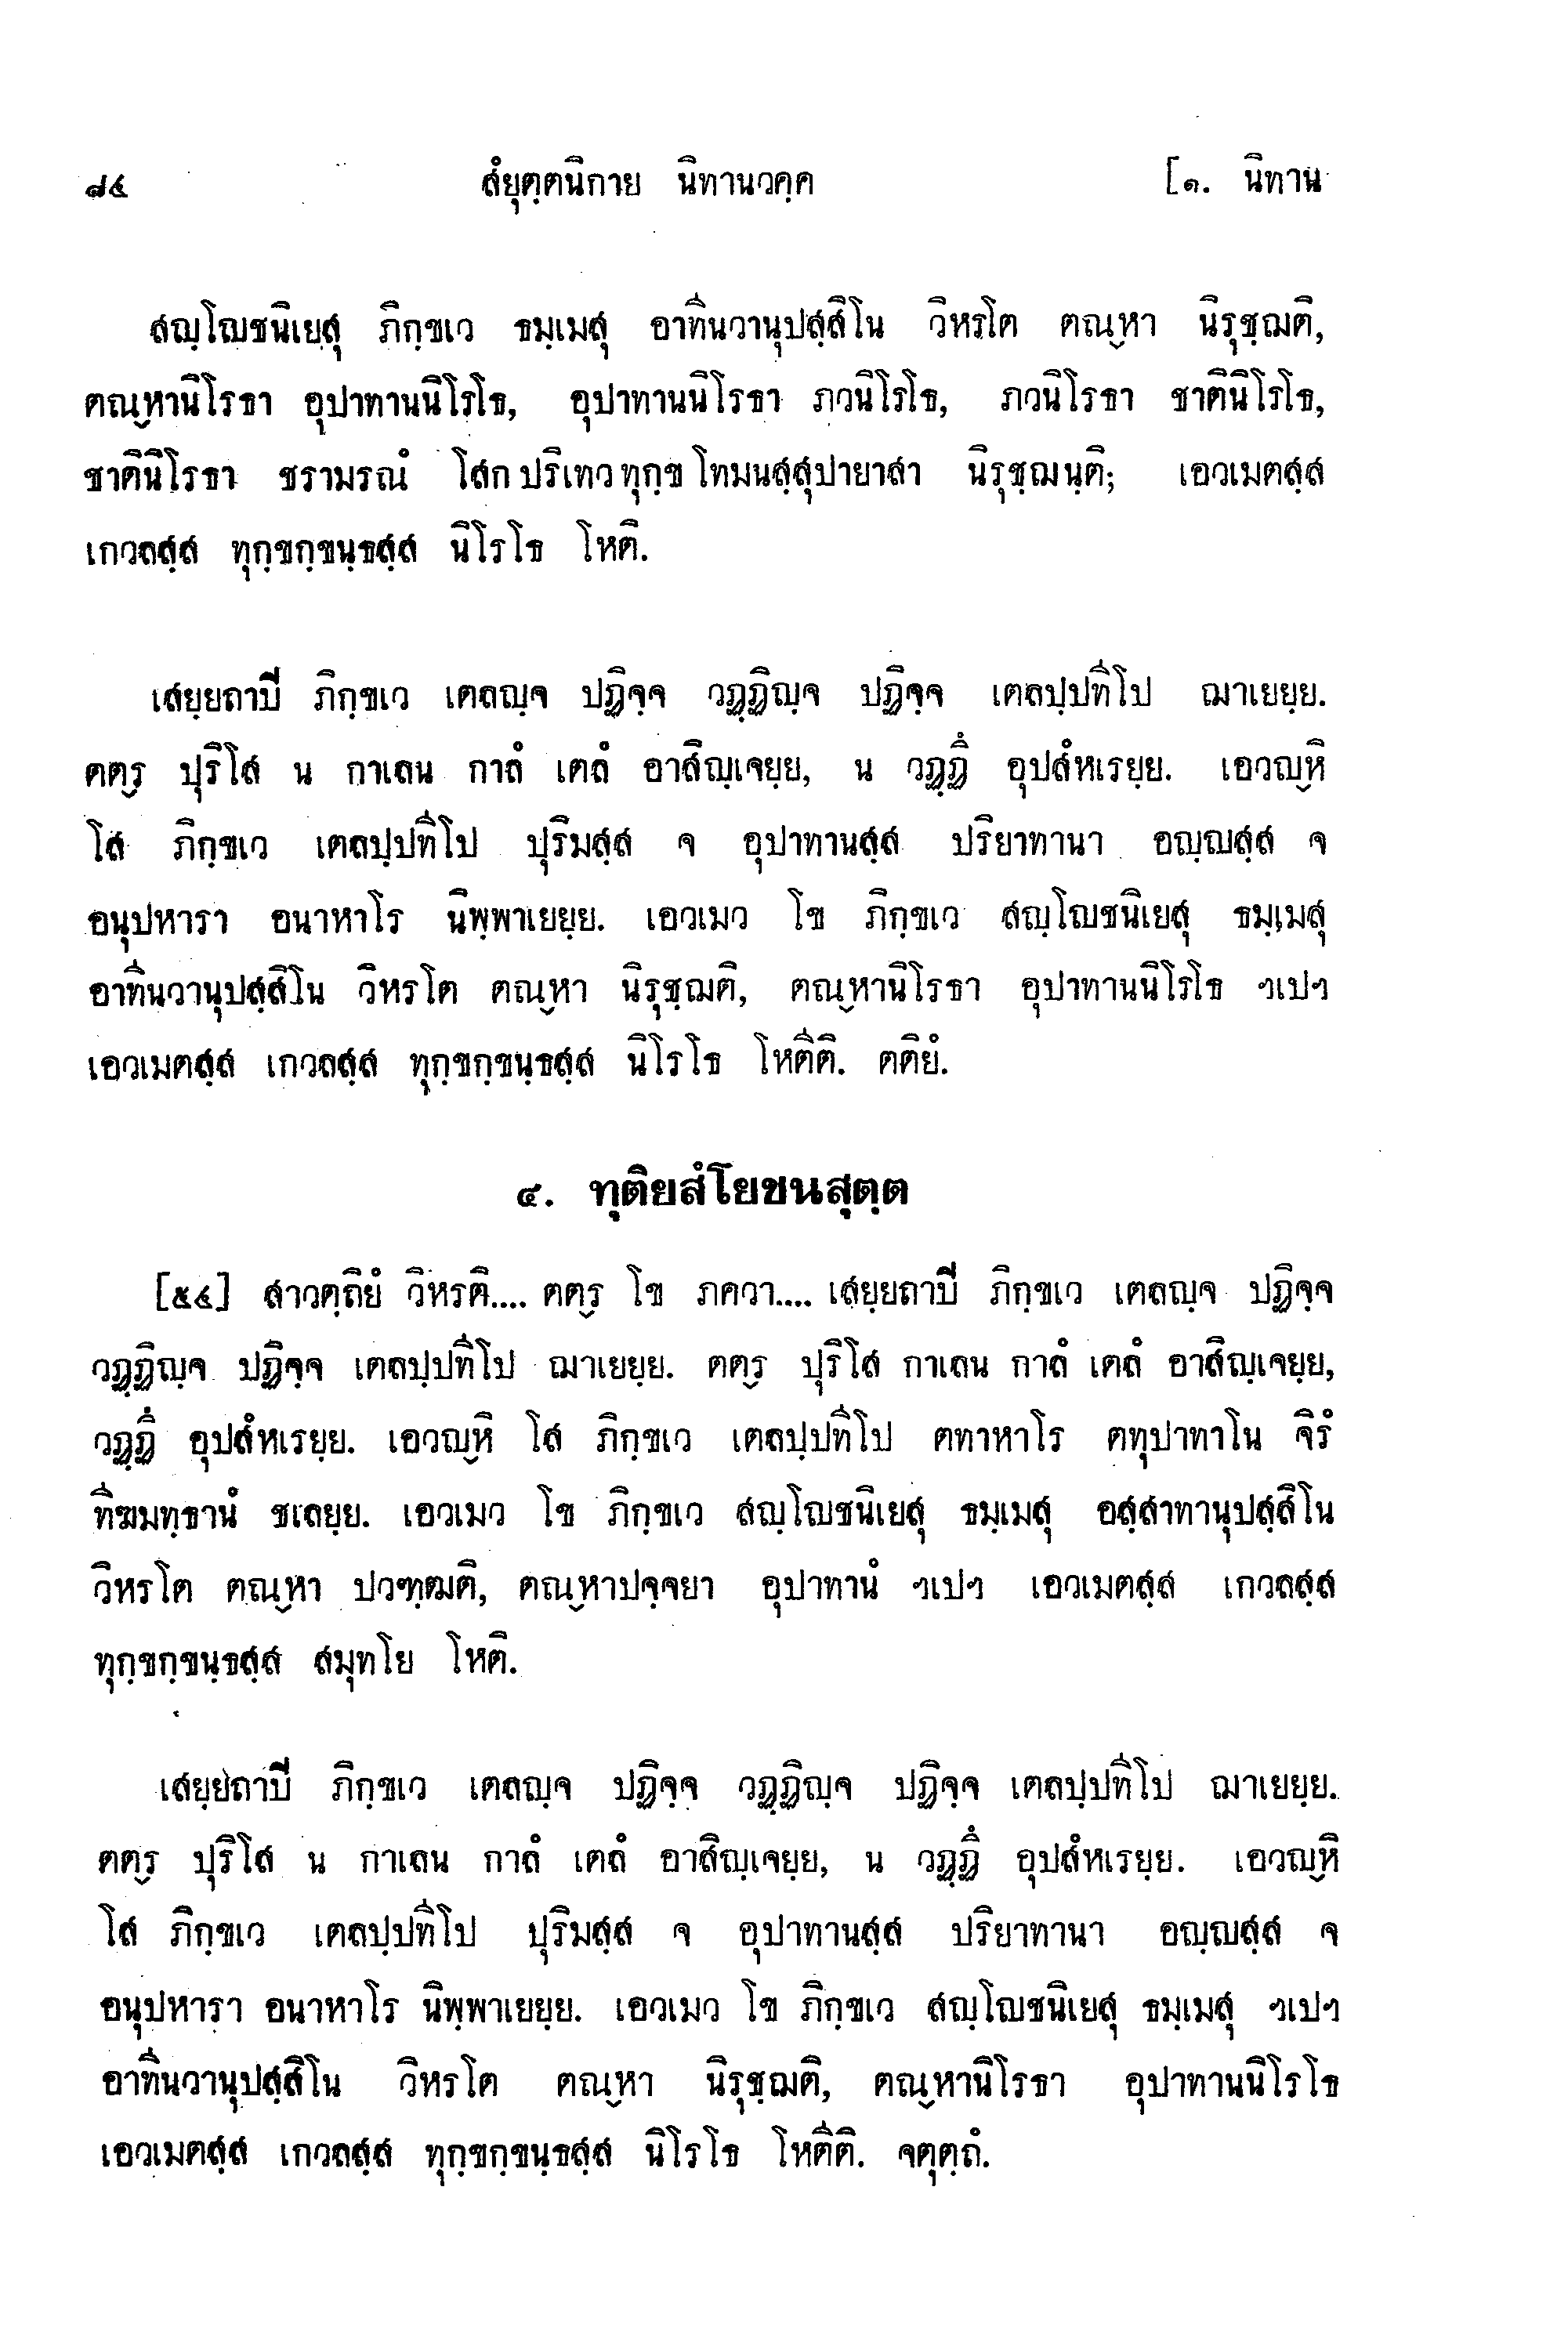 ๘๔ สํยุตฺตนิกาย นิทานวคฺค [๑. นิทาน
สญฺโญชนิเยสุ ภิกฺขเว ธมฺเมสุ อาทีนวานุปสฺสิโน วิหรโต ตณฺหา นิรุชฺฌติ,
ตณฺหานิโรธา อุปาทานนิโรโธ, อุปาทานนิโรธา ภวนิโรโธ, ภวนิโรธา ชาตินิโรโธ,
ชาตินิโรธา ชรามรณํ โสก ปริเทว ทุกฺข โทมนสฺสุปายาสา นิรุชฺฌนฺติ; เอวเมตสฺส
เกวลสฺส ทุกฺขกฺขนฺธสฺส นิโรโธ โหติ.
เสยฺยถาปิ ภิกฺขเว เตลญฺจ ปฏิจฺจ วฏฺฏิญฺจ ปฏิจฺจ เตลปฺปทีโป ฌาเยยฺย.
ตตฺร ปุริโส น กาเลน กาลํ เตลํ อาสิญฺเจยฺย, น วฏฺฏึ อุปสํหเรยฺย. เอวญฺหิ
โส ภิกฺขเว เตลปฺปทีโป ปุริมสฺส จ อุปาทานสฺส ปริยาทานา อญฺญสฺส จ
อนุปหารา อนาหาโร นิพฺพาเยยฺย. เอวเมว โข ภิกฺขเว สญฺโญชนิเยสุ ธมฺเมสุ
อาทีนวานุปสฺสิโน วิหรโต ตณฺหา นิรุชฺฌติ, ตณฺหานิโรธา อุปาทานนิโรโธ ฯเปฯ
เอวเมตสฺส เกวลสฺส ทุกฺขกฺขนฺธสฺส นิโรโธ โหตีติ. ตติยํ.
๔. ทุติยสํโยชนสุตฺต
[๕๔] สาวตฺถิยํ วิหรติ.... ตตฺร โข ภควา.... เสยฺยถาปิ ภิกฺขเว เตลญฺจ ปฏิจฺจ
วฏฺฏิญฺจ ปฏิจฺจ เตลปฺปทีโป ฌาเยยฺย. ตตฺร ปุริโส กาเลน กาลํ เตลํ อาสิญฺเจยฺย,
วฏฺฏึ อุปสํหเรยฺย. เอวญฺหิ โส ภิกฺขเว เตลปฺปทีโป ตทาหาโร ตทุปาทาโน จิรํ
ทีฆมทฺธานํ ชเลยฺย. เอวเมว โข ภิกฺขเว สญฺโญชนิเยสุ ธมฺเมสุ อสฺสาทานุปสฺสิโน
วิหรโต ตณฺหา ปวฑฺฒติ, ตณฺหาปจฺจยา อุปาทานํ ฯเปฯ เอวเมตสฺส เกวลสฺส
ทุกฺขกฺขนฺธสฺส สมุทโย โหติ.
เสยฺยถาปิ ภิกฺขเว เตลญฺจ ปฏิจฺจ วฏฺฏิญฺจ ปฏิจฺจ เตลปฺปทีโป ฌาเยยฺย.
ตตฺร ปุริโส น กาเลน กาลํ เตลํ อาสิญฺเจยฺย, น วฏฺฏึ อุปสํหเรยฺย. เอวญฺหิ
โส ภิกฺขเว เตลปฺปทีโป ปุริมสฺส จ อุปาทานสฺส ปริยาทานา อญฺญสฺส จ
อนุปหารา อนาหาโร นิพฺพาเยยฺย. เอวเมว โข ภิกฺขเว สญฺโญชนิเยสุ ธมฺเมสุ ฯเปฯ
อาทีนวานุปสฺสิโน วิหรโต ตณฺหา นิรุชฺฌติ, ตณฺหานิโรธา อุปาทานนิโรโธ
เอวเมตสฺส เกวลสฺส ทุกฺขกฺขนฺธสฺส นิโรโธ โหตีติ. จตุตฺถํ.